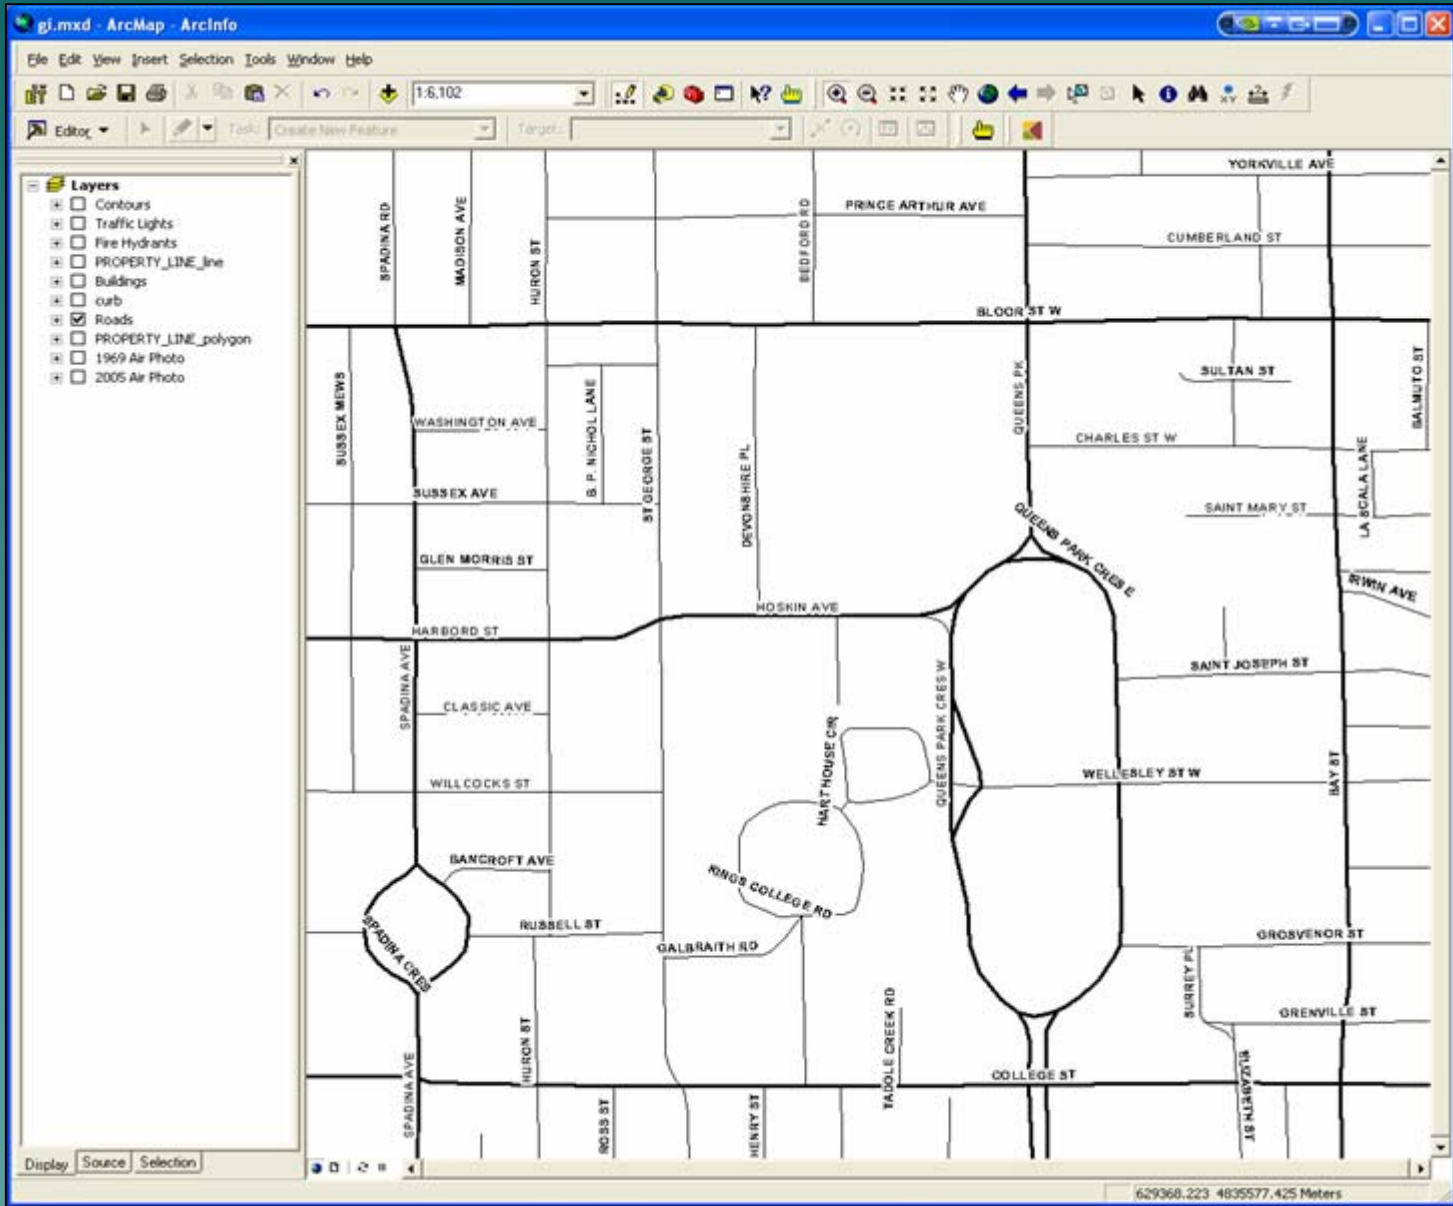 gi.mxd - ArcMap - ArcInfo
File Edit View Insert Selection Tools Window Help
1:6,102
Editor Task: Create New Feature Target:
Layers
Contours
Traffic Lights
Fire Hydrants
PROPERTY_LINE_line
Buildings
curb
Roads
PROPERTY_LINE_polygon
1969 Air Photo
2005 Air Photo
Display Source Selection
YORKVILLE AVE
SPADINA RD
MADISON AVE
HURON ST
BEDFORD RD
PRINCE ARTHUR AVE
CUMBERLAND ST
BLOOR ST W
SUSSEX MEWS
WASHINGTON AVE
B. P. NICHOL LANE
ST GEORGE ST
DEVONSHIRE PL
QUEENS PK
SULTAN ST
BALMUTO ST
CHARLES ST W
LA SCALA LANE
SUSSEX AVE
SAINT MARY ST
QUEENS PARK CRES E
GLEN MORRIS ST
IRWIN AVE
HOSKIN AVE
HARBORD ST
SPADINA AVE
SAINT JOSEPH ST
CLASSIC AVE
QUEENS PARK CRES W
HART HOUSE CIR
WILLCOCKS ST
WELLESLEY ST W
BAY ST
BANCROFT AVE
KINGS COLLEGE RD
SPADINA CRES
RUSSELL ST
GALBRAITH RD
GROSVENOR ST
SURREY PL
GRENVILLE ST
HURON ST
TADDLE CREEK RD
COLLEGE ST
ELIZABETH ST
SPADINA AVE
ROSS ST
HENRY ST
629368.223 4835577.425 Meters